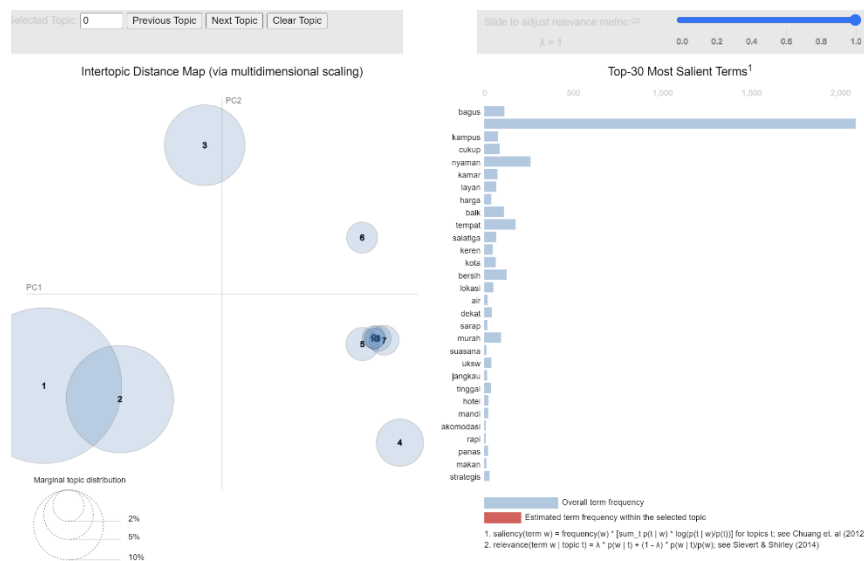 Selected Topic: 0 Previous Topic Next Topic Clear Topic
Slide to adjust relevance metric:(2)
λ = 1
0.0 0.2 0.4 0.6 0.8 1.0
Intertopic Distance Map (via multidimensional scaling)
PC2
PC1
3
6
5
7
1
2
4
Marginal topic distribution
2%
5%
10%
Top-30 Most Salient Terms1
0 500 1,000 1,500 2,000
bagus
kampus
cukup
nyaman
kamar
layan
harga
baik
tempat
salatiga
keren
kota
bersih
lokasi
air
dekat
sarap
murah
suasana
uksw
jangkau
tinggal
hotel
mandi
akomodasi
rapi
panas
makan
strategis
Overall term frequency
Estimated term frequency within the selected topic
1. saliency(term w) = frequency(w) * [sum_t p(t | w) * log(p(t | w)/p(t))] for topics t; see Chuang et. al (2012
2. relevance(term w | topic t) = λ * p(w | t) + (1 - λ) * p(w | t)/p(w); see Sievert & Shirley (2014)